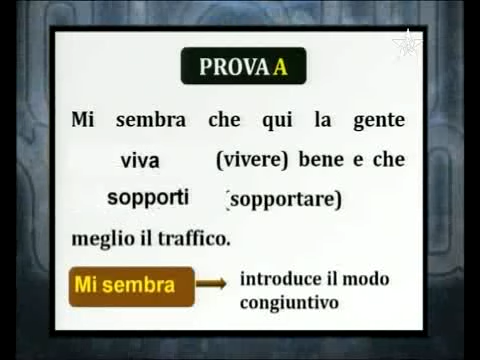 PROVA A
Mi sembra che qui la gente
viva (vivere) bene e che
sopporti (sopportare)
meglio il traffico.
Mi sembra
introduce il modo
congiuntivo